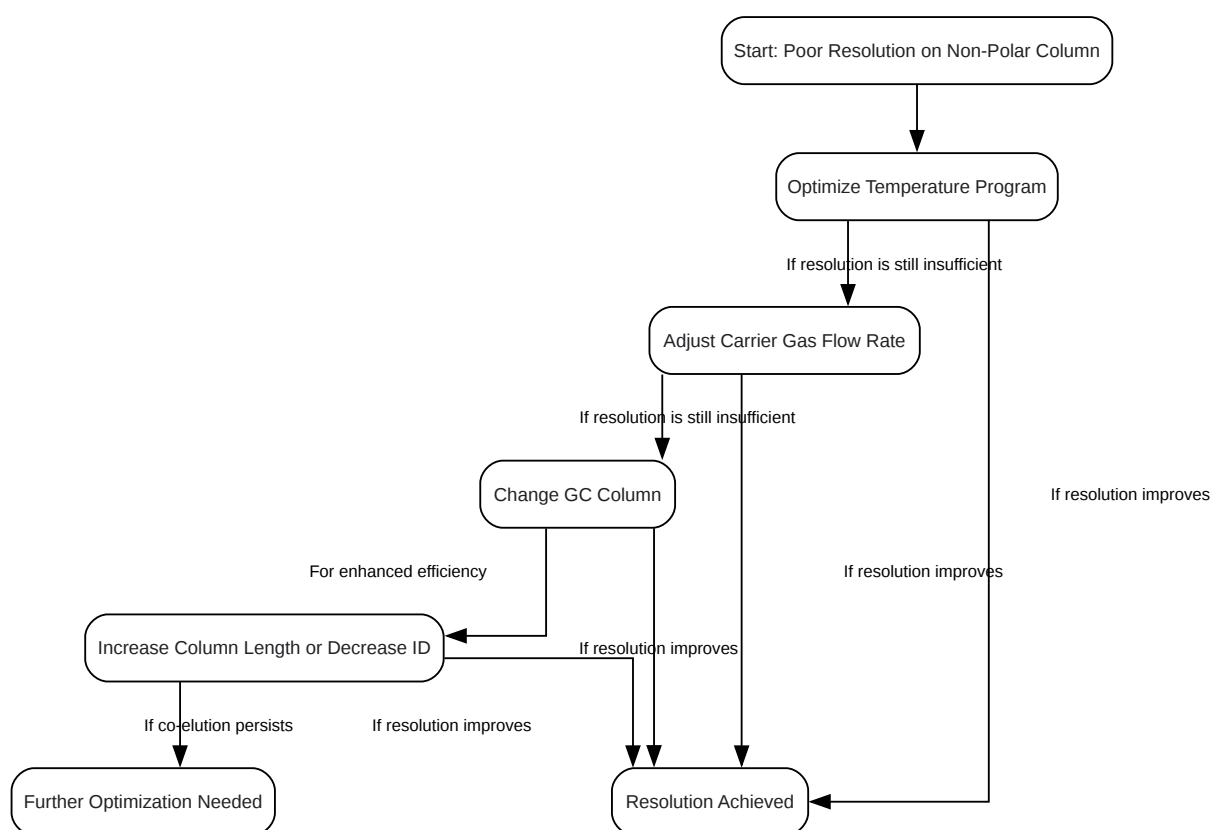 Start: Poor Resolution on Non-Polar Column
Optimize Temperature Program
If resolution is still insufficient
Adjust Carrier Gas Flow Rate
If resolution is still insufficient
Change GC Column
If resolution improves
For enhanced efficiency
If resolution improves
Increase Column Length or Decrease ID
If resolution improves
If co-elution persists
If resolution improves
Further Optimization Needed
Resolution Achieved